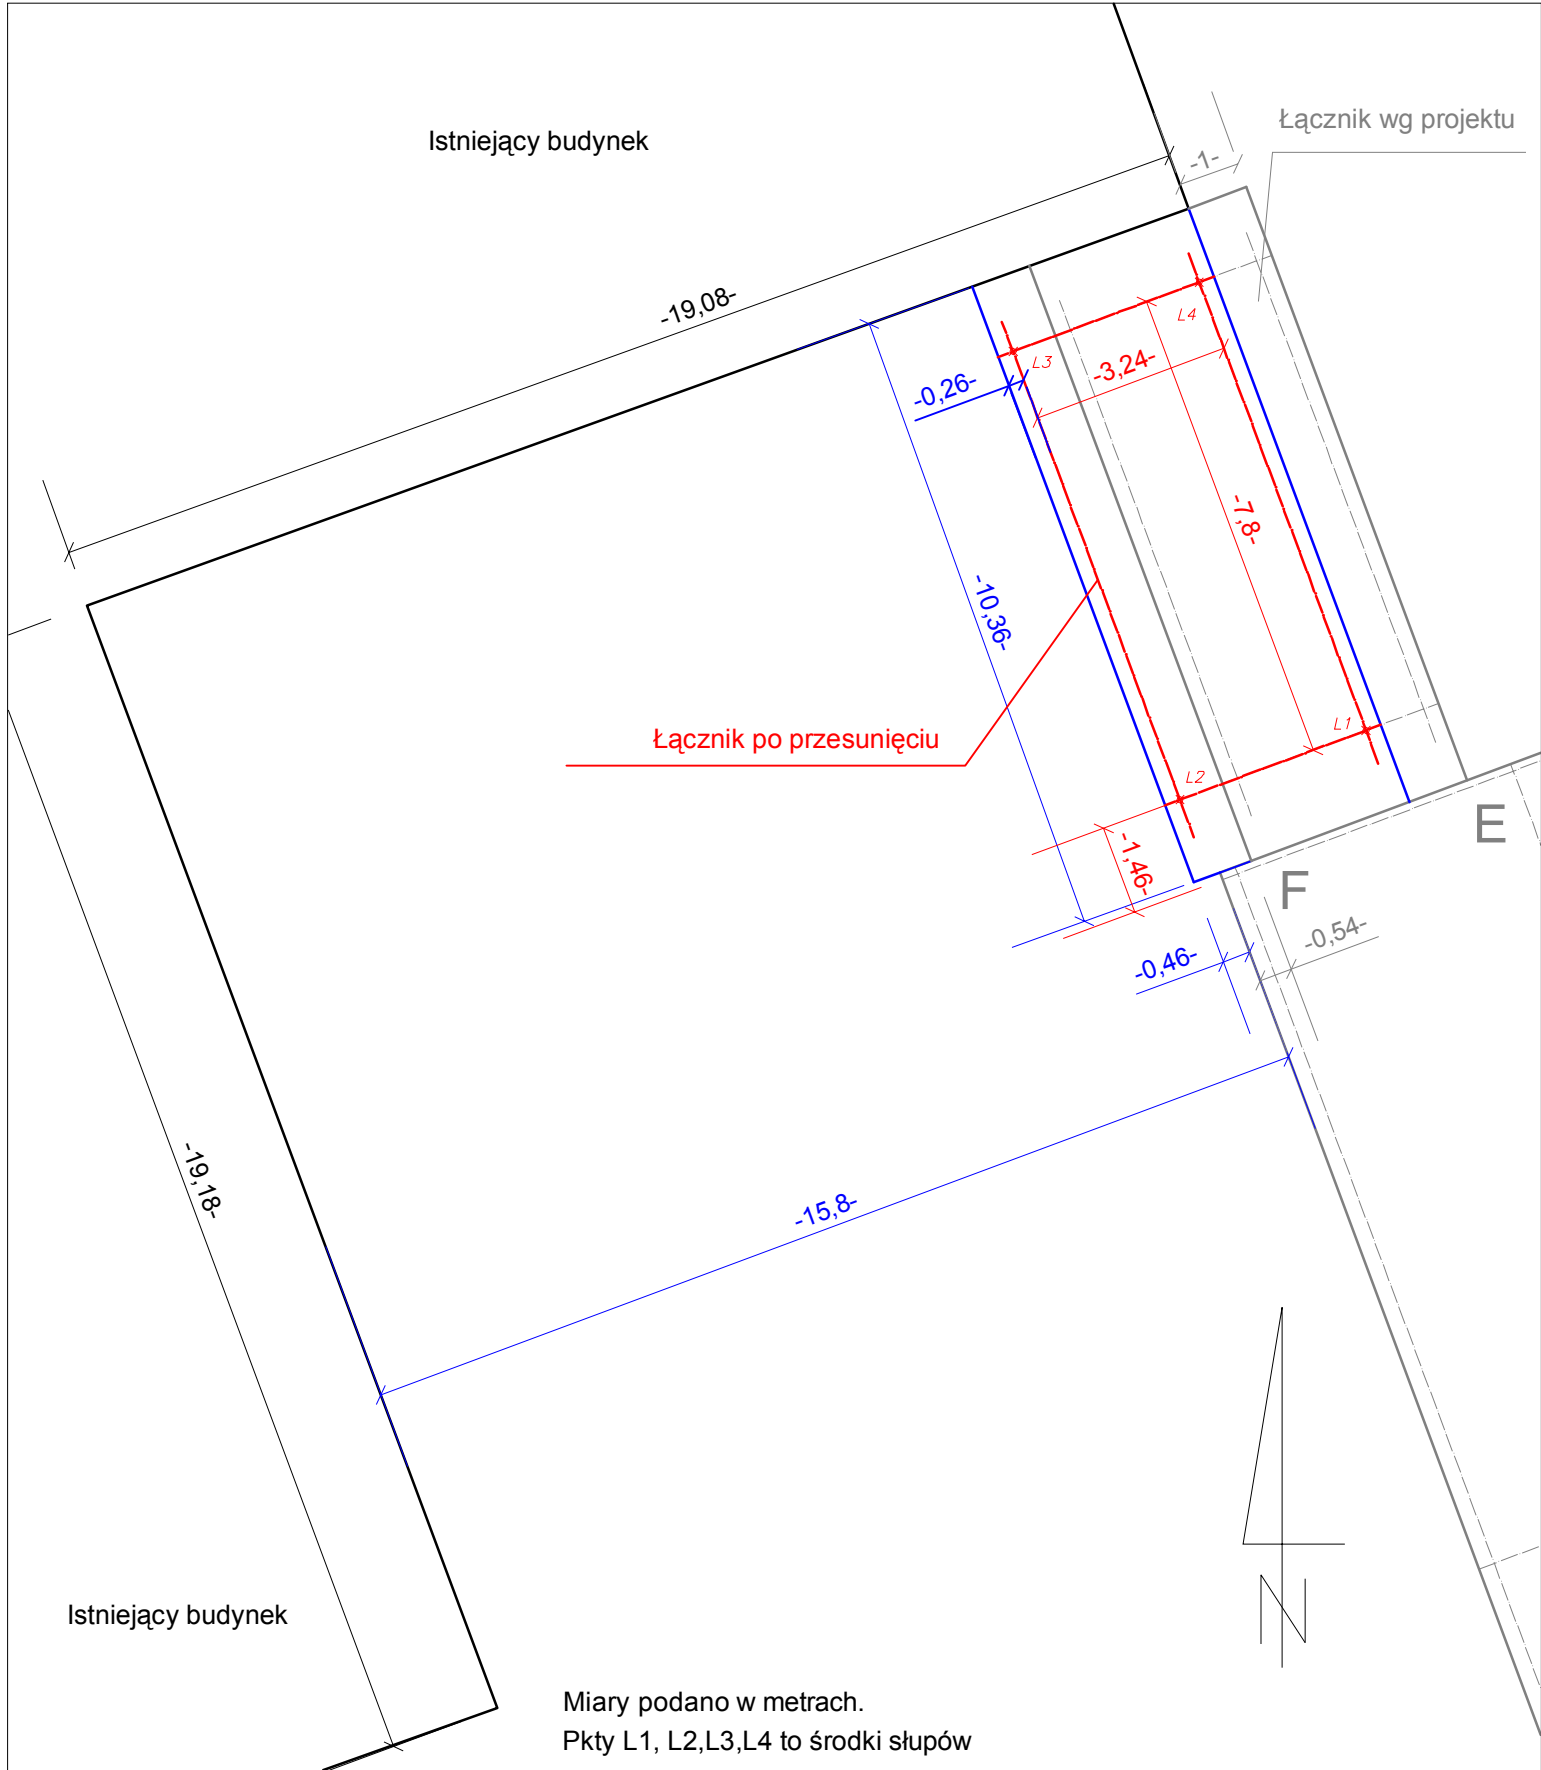 Istniejący budynek
Łącznik wg projektu
-1-
-19,08-
L4
L3
-3,24-
-0,26-
-7,8-
-10,36-
Łącznik po przesunięciu
L1
L2
E
-1,46-
F
-0,54-
-0,46-
-19,18-
-15,8-
Istniejący budynek
N
Miary podano w metrach.
Pkty L1, L2,L3,L4 to środki słupów